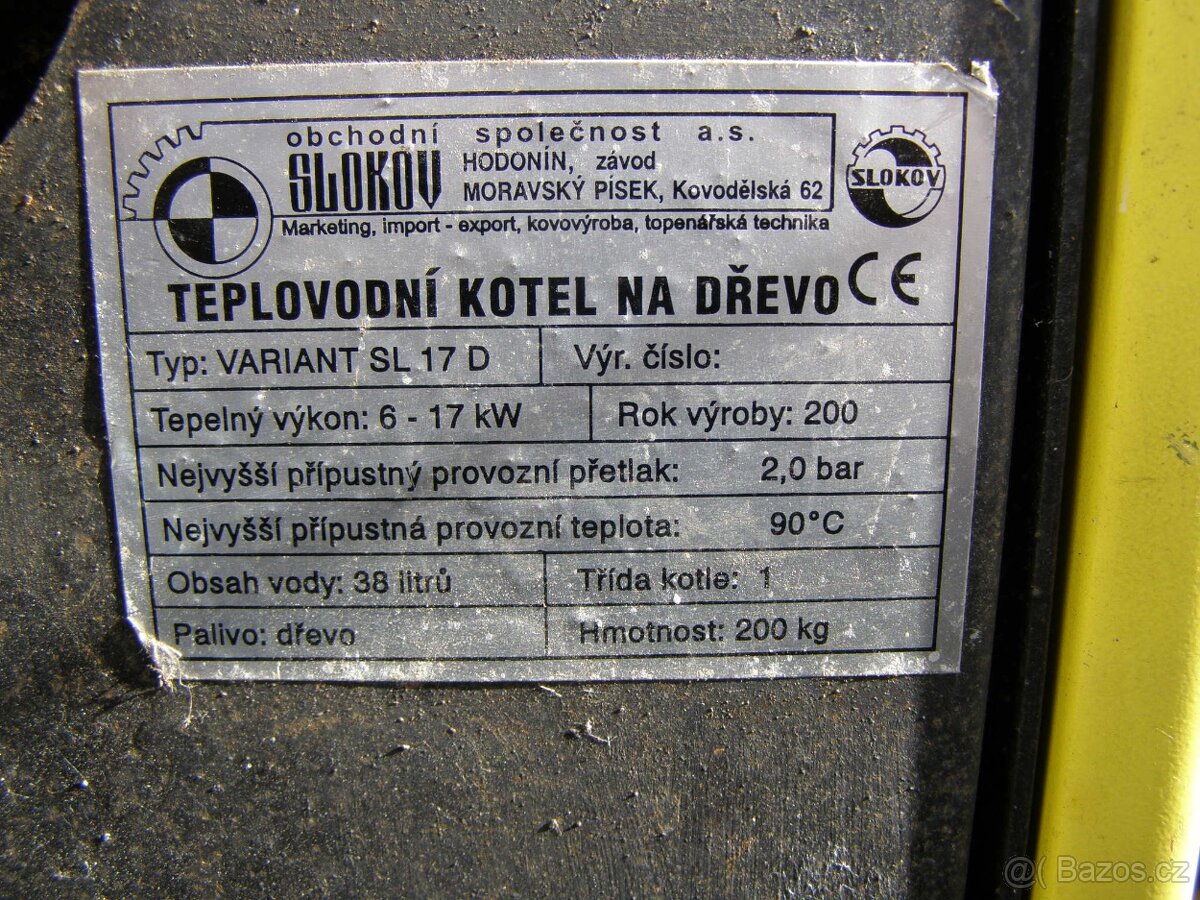 obchodní společnost a.s.
SLOKOV HODONÍN, závod
MORAVSKÝ PÍSEK, Kovodělská 62
Marketing, import - export, kovovýroba, topenářská technika
SLOKOV
TEPLOVODNÍ KOTEL NA DŘEVO CE
Typ: VARIANT SL 17 D Výr. číslo:
Tepelný výkon: 6 - 17 kW Rok výroby: 200
Nejvyšší přípustný provozní přetlak: 2,0 bar
Nejvyšší přípustná provozní teplota: 90°C
Obsah vody: 38 litrů Třída kotle: 1
Palivo: dřevo Hmotnost: 200 kg
@( Bazos.cz